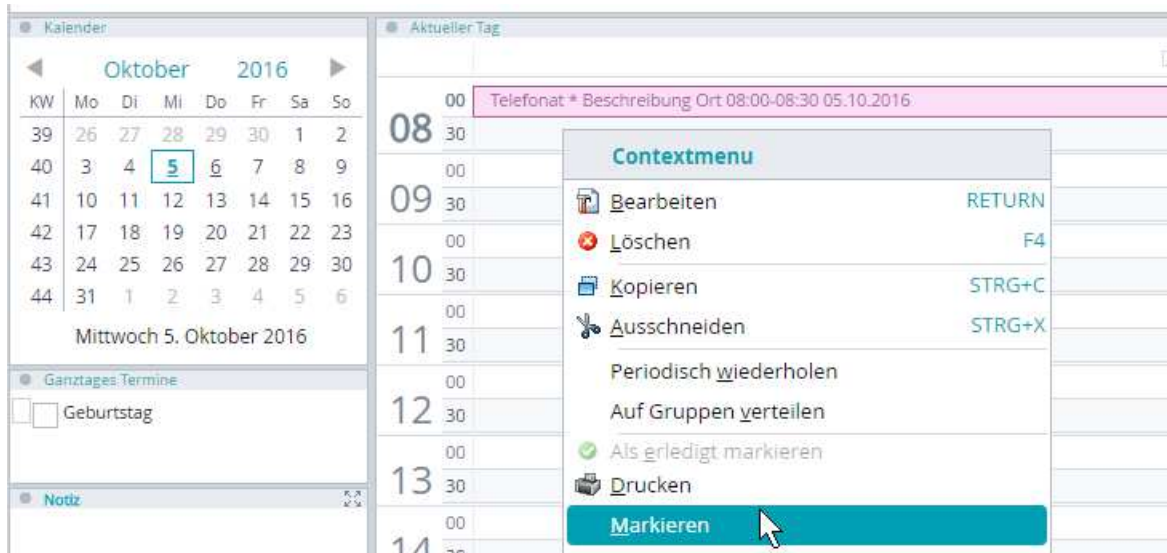 Kalender
Oktober 2016
KW Mo Di Mi Do Fr Sa So
39 26 27 28 29 30 1 2
40 3 4 5 6 7 8 9
41 10 11 12 13 14 15 16
42 17 18 19 20 21 22 23
43 24 25 26 27 28 29 30
44 31 1 2 3 4 5 6
Mittwoch 5. Oktober 2016
Ganztages Termine
Geburtstag
Notiz
Aktueller Tag
08 00 Telefonat * Beschreibung Ort 08:00-08:30 05.10.2016
30
09 00
30
10 00
30
11 00
30
12 00
30
13 00
30
14 00
30
Contextmenu
Bearbeiten RETURN
Löschen F4
Kopieren STRG+C
Ausschneiden STRG+X
Periodisch wiederholen
Auf Gruppen verteilen
Als erledigt markieren
Drucken
Markieren